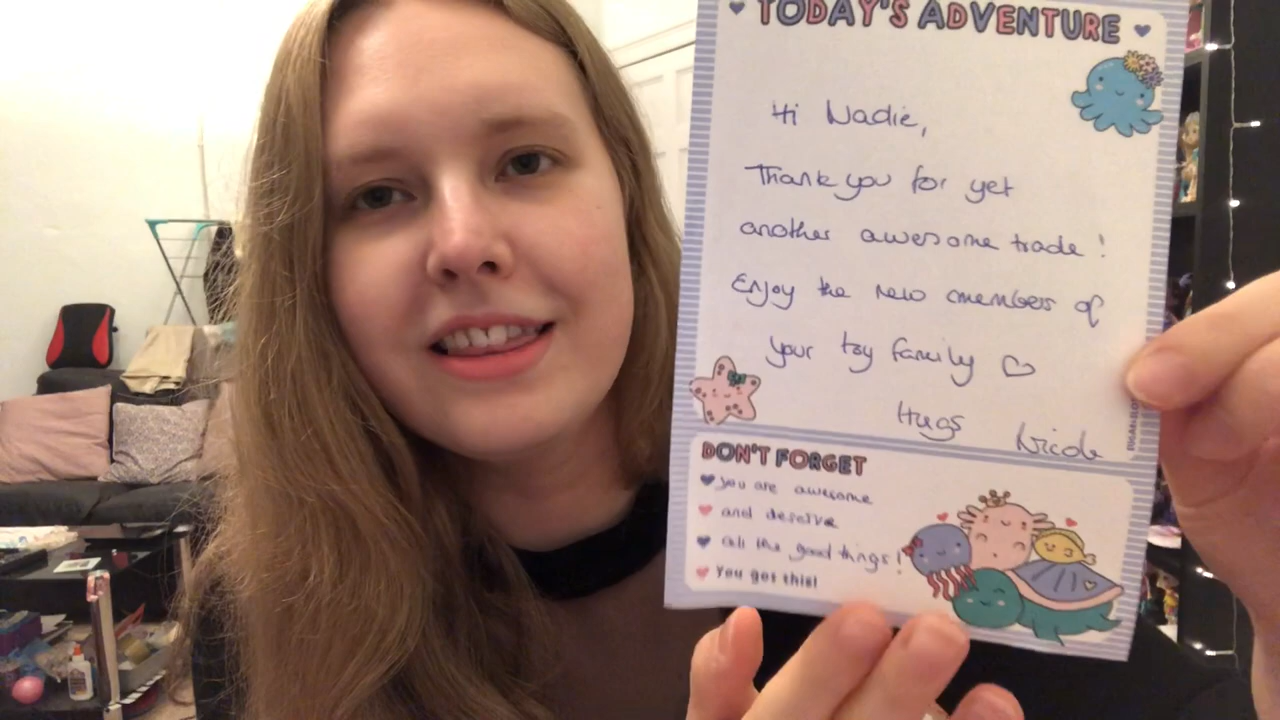 TODAY'S ADVENTURE
Hi Nadie,
Thank you for yet
another awesome trade!
Enjoy the new members of
your toy family ♡
Hugs Nicole
DON'T FORGET
you are awesome
and deserve
all the good things!
You got this!